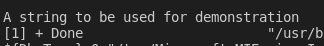 A string to be used for demonstration
[1] + Done "/usr/b